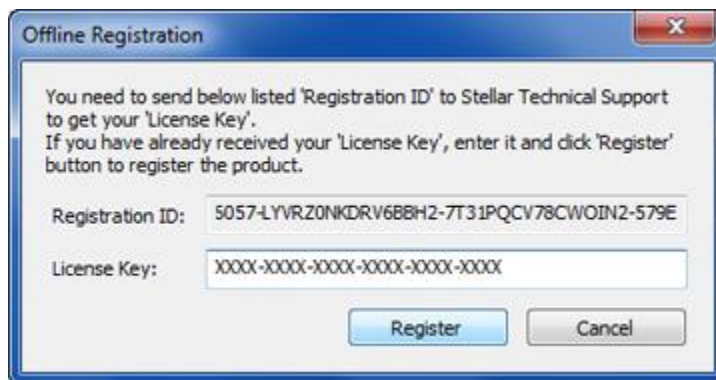 Offline Registration
You need to send below listed 'Registration ID' to Stellar Technical Support
to get your 'License Key'.
If you have already received your 'License Key', enter it and click 'Register'
button to register the product.
Registration ID: 5057-LYVRZ0NKDRV6BBH2-7T31PQCV78CWOIN2-579E
License Key: XXXX-XXXX-XXXX-XXXX-XXXX-XXXX
Register Cancel